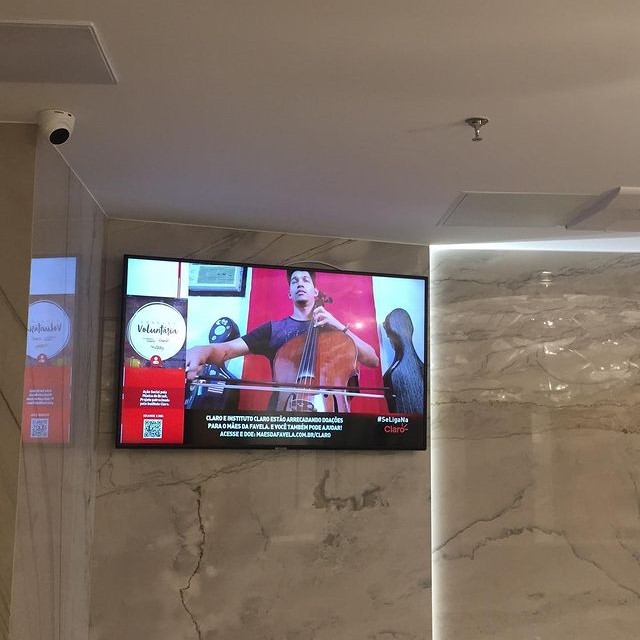 Voluntária
CLARO E INSTITUTO CLARO ESTÃO ARRECADANDO DOAÇÕES
PARA O MÃES DA FAVELA. E VOCÊ TAMBÉM PODE AJUDAR!
ACESSE E DOE: MAESDAFAVELA.COM.BR/CLARO
#SeLigaNa
Claro